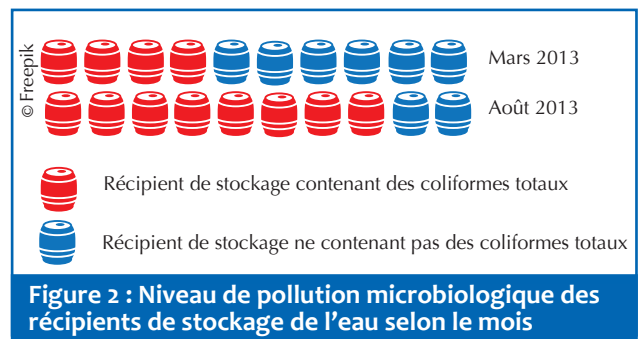 © Freepik
Mars 2013
Août 2013
Récipient de stockage contenant des coliformes totaux
Récipient de stockage ne contenant pas des coliformes totaux
Figure 2 : Niveau de pollution microbiologique des
récipients de stockage de l'eau selon le mois